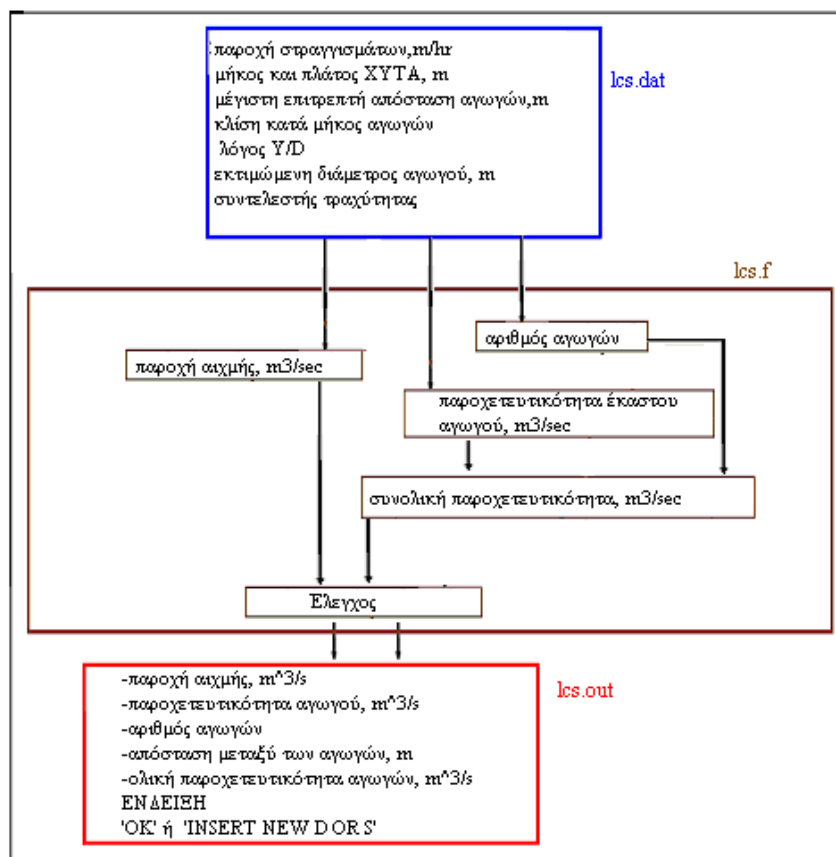 παροχή στραγγισμάτων,m/hr
μήκος και πλάτος ΧΥΤΑ, m
μέγιστη επιτρεπτή απόσταση αγωγών,m
κλίση κατά μήκος αγωγών
λόγος Y/D
εκτιμώμενη διάμετρος αγωγού, m
συντελεστής τραχύτητας
lcs.dat
lcs.f
αριθμός αγωγών
παροχή αιχμής, m3/sec
παροχετευτικότητα έκαστου
αγωγού, m3/sec
συνολική παροχετευτικότητα, m3/sec
Ελεγχος
-παροχή αιχμής, m^3/s
-παροχετευτικότητα αγωγού, m^3/s
-αριθμός αγωγών
-απόσταση μεταξύ των αγωγών, m
-ολική παροχετευτικότητα αγωγών, m^3/s
ΕΝΔΕΙΞΗ
'OK' ή 'INSERT NEW D OR S'
lcs.out